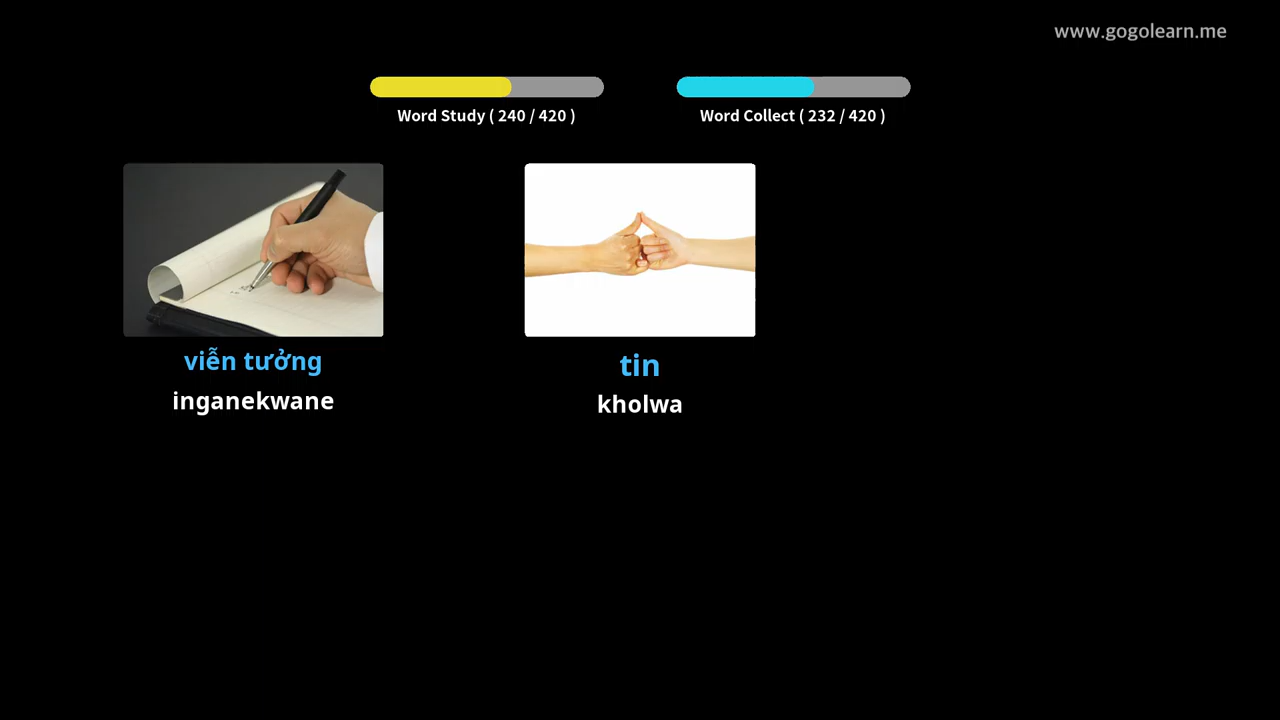 www.gogolearn.me
Word Study ( 240 / 420 )
Word Collect ( 232 / 420 )
viễn tưởng
inganekwane
tin
kholwa